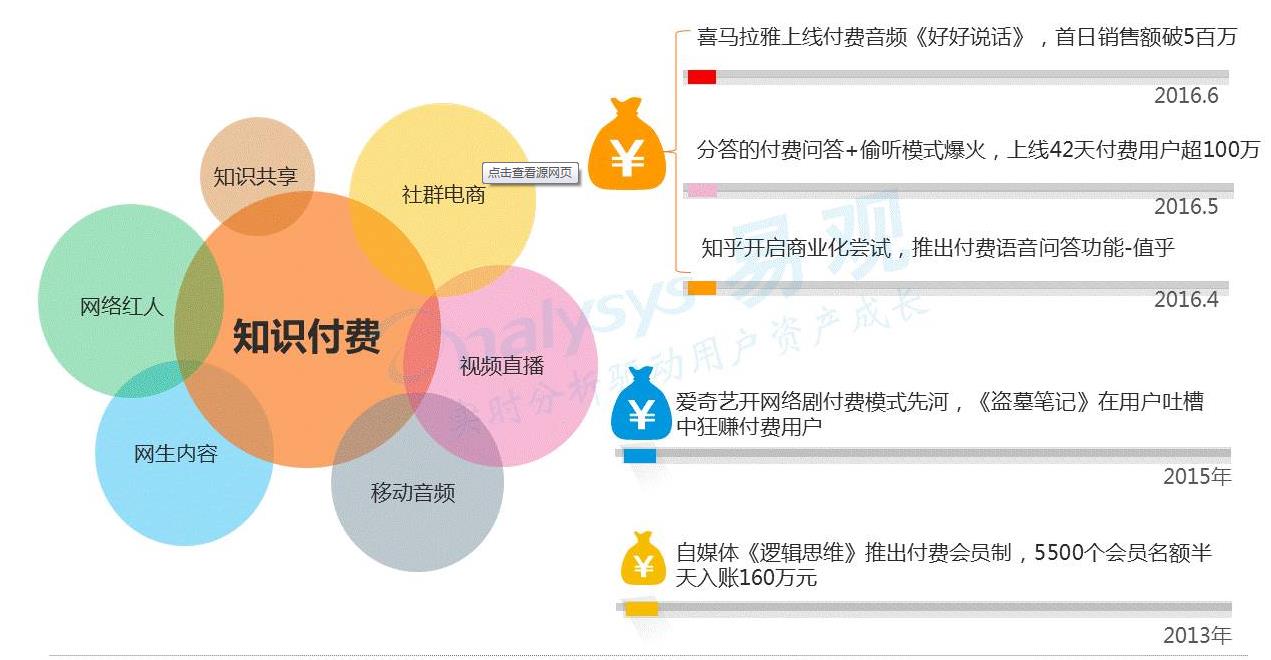 知识共享
社群电商
点击查看源网页
网络红人
知识付费
视频直播
网生内容
移动音频
¥
喜马拉雅上线付费音频《好好说话》，首日销售额破5百万
2016.6
分答的付费问答+偷听模式爆火，上线42天付费用户超100万
2016.5
知乎开启商业化尝试，推出付费语音问答功能-值乎
2016.4
¥
爱奇艺开网络剧付费模式先河，《盗墓笔记》在用户吐槽
中狂赚付费用户
2015年
¥
自媒体《逻辑思维》推出付费会员制，5500个会员名额半
天入账160万元
2013年
analysys 易观
实时分析驱动用户资产成长